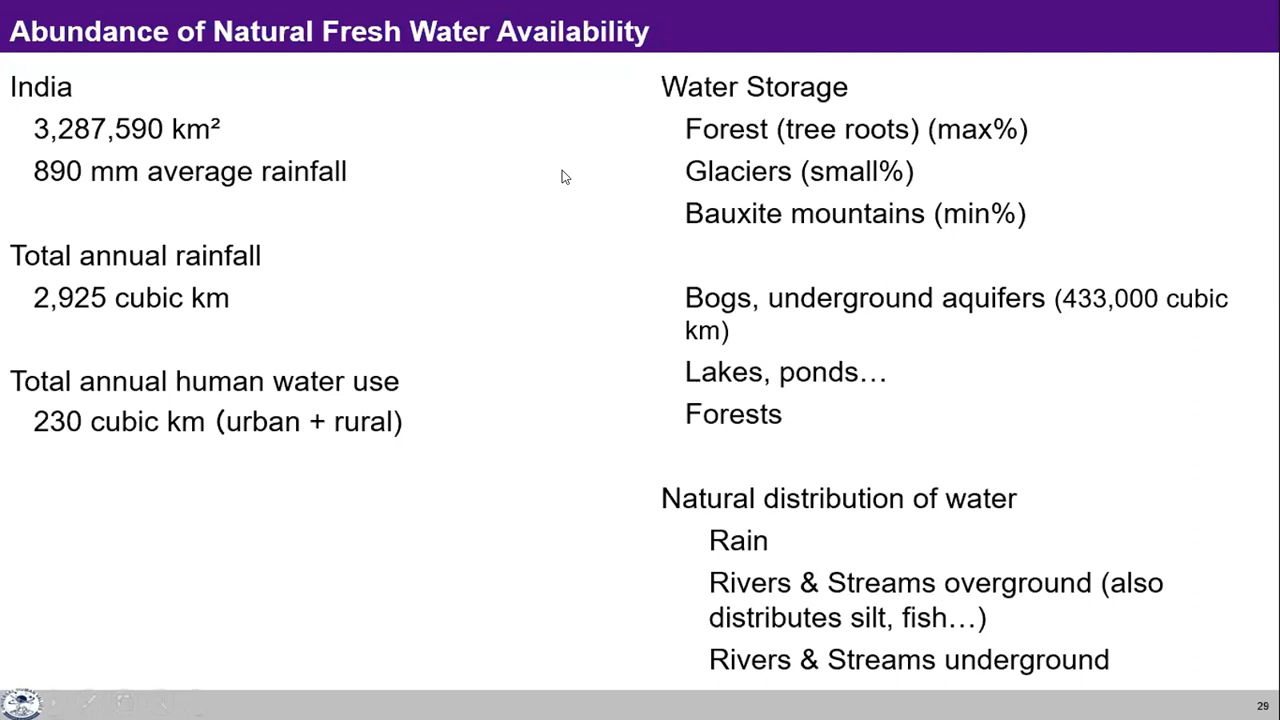 Abundance of Natural Fresh Water Availability
India
3,287,590 km²
890 mm average rainfall
Total annual rainfall
2,925 cubic km
Total annual human water use
230 cubic km (urban + rural)
Water Storage
Forest (tree roots) (max%)
Glaciers (small%)
Bauxite mountains (min%)
Bogs, underground aquifers (433,000 cubic
km)
Lakes, ponds…
Forests
Natural distribution of water
Rain
Rivers & Streams overground (also
distributes silt, fish…)
Rivers & Streams underground
29